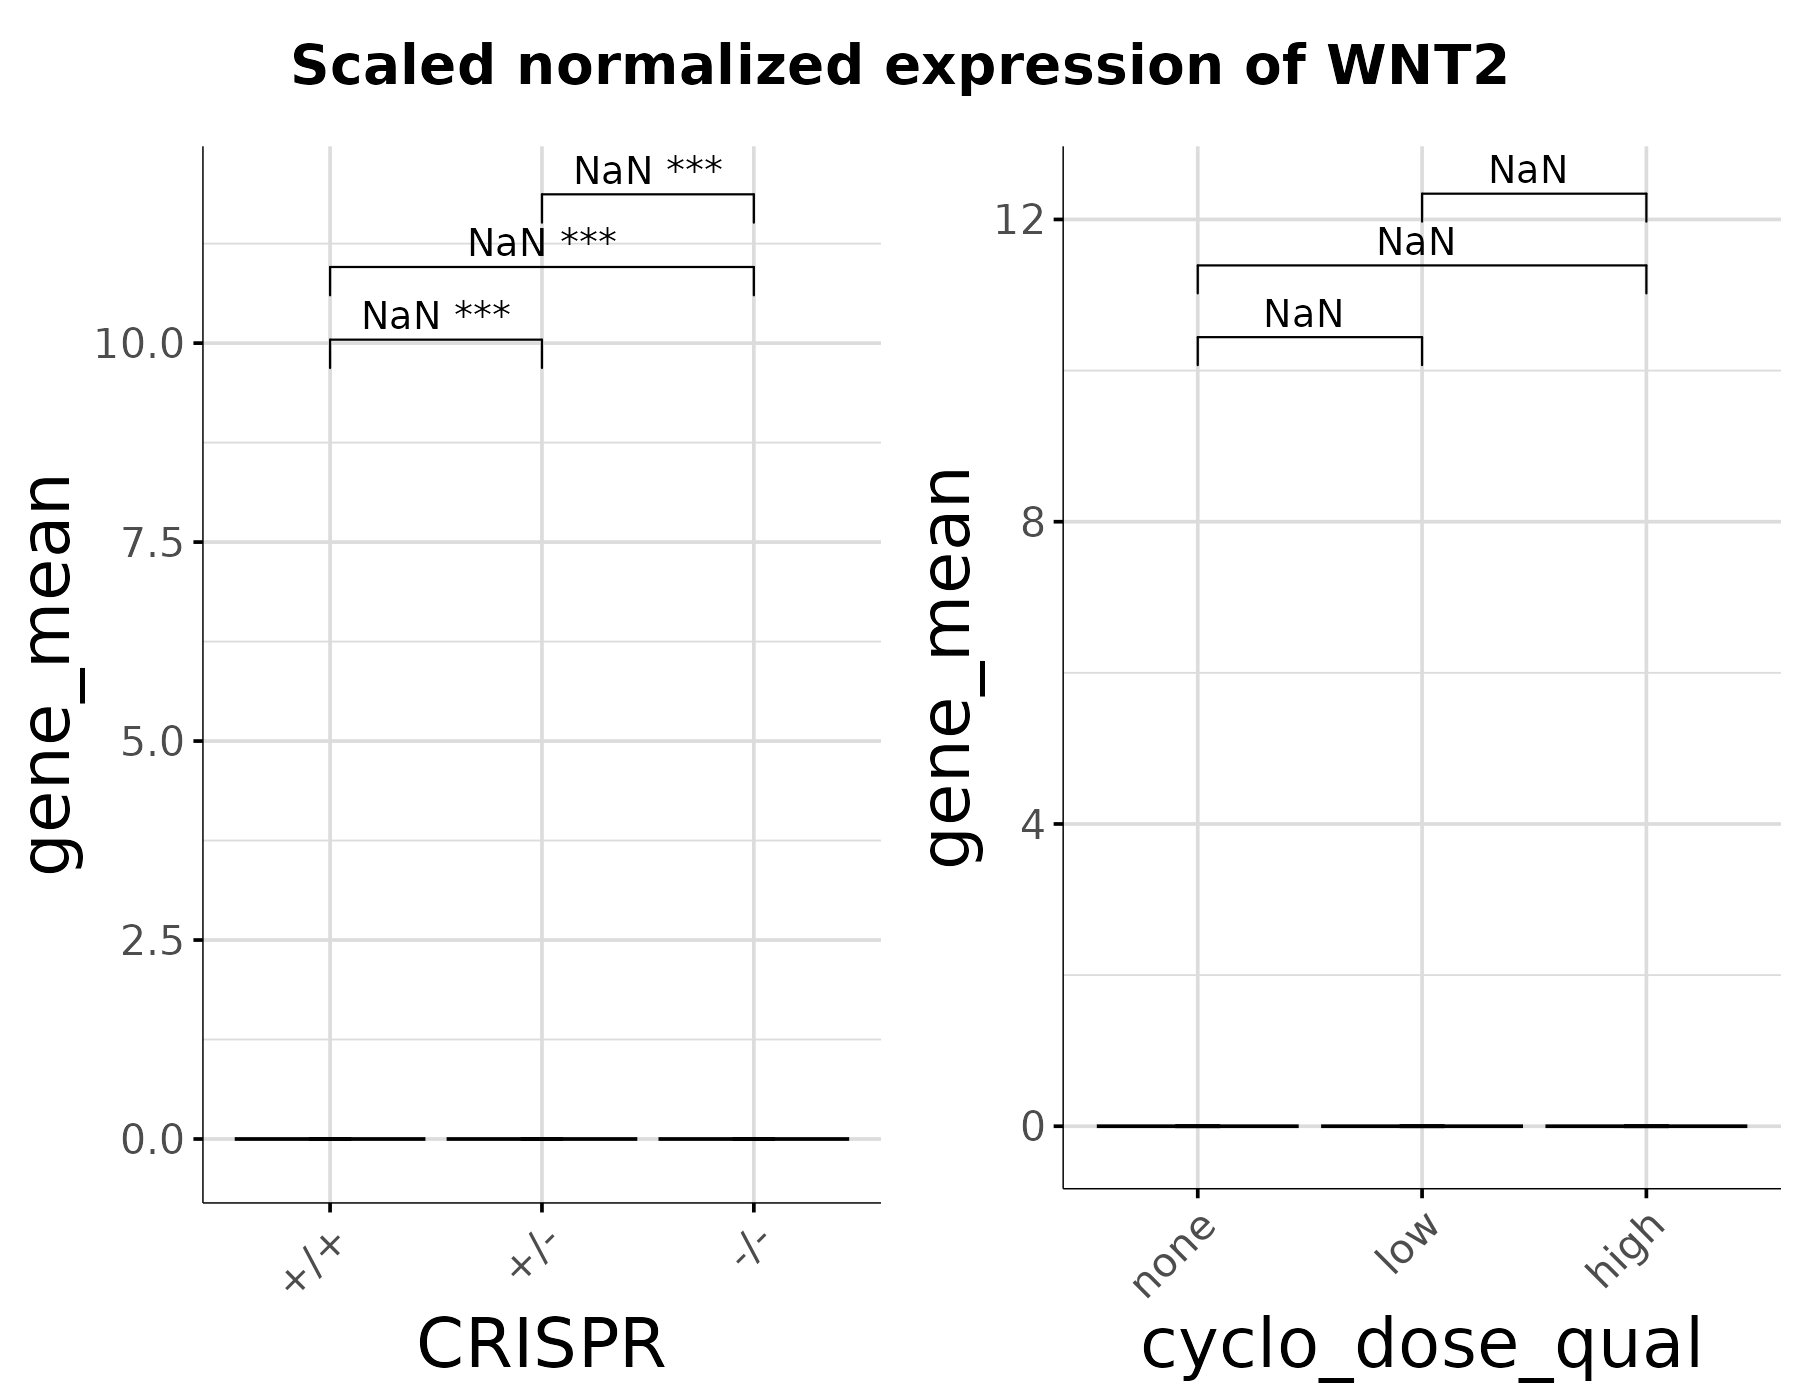 Scaled normalized expression of WNT2
gene_mean
10.0
7.5
5.0
2.5
0.0
NaN ***
NaN ***
NaN ***
+/+
+/-
-/-
CRISPR
gene_mean
12
8
4
0
NaN
NaN
NaN
none
low
high
cyclo_dose_qual